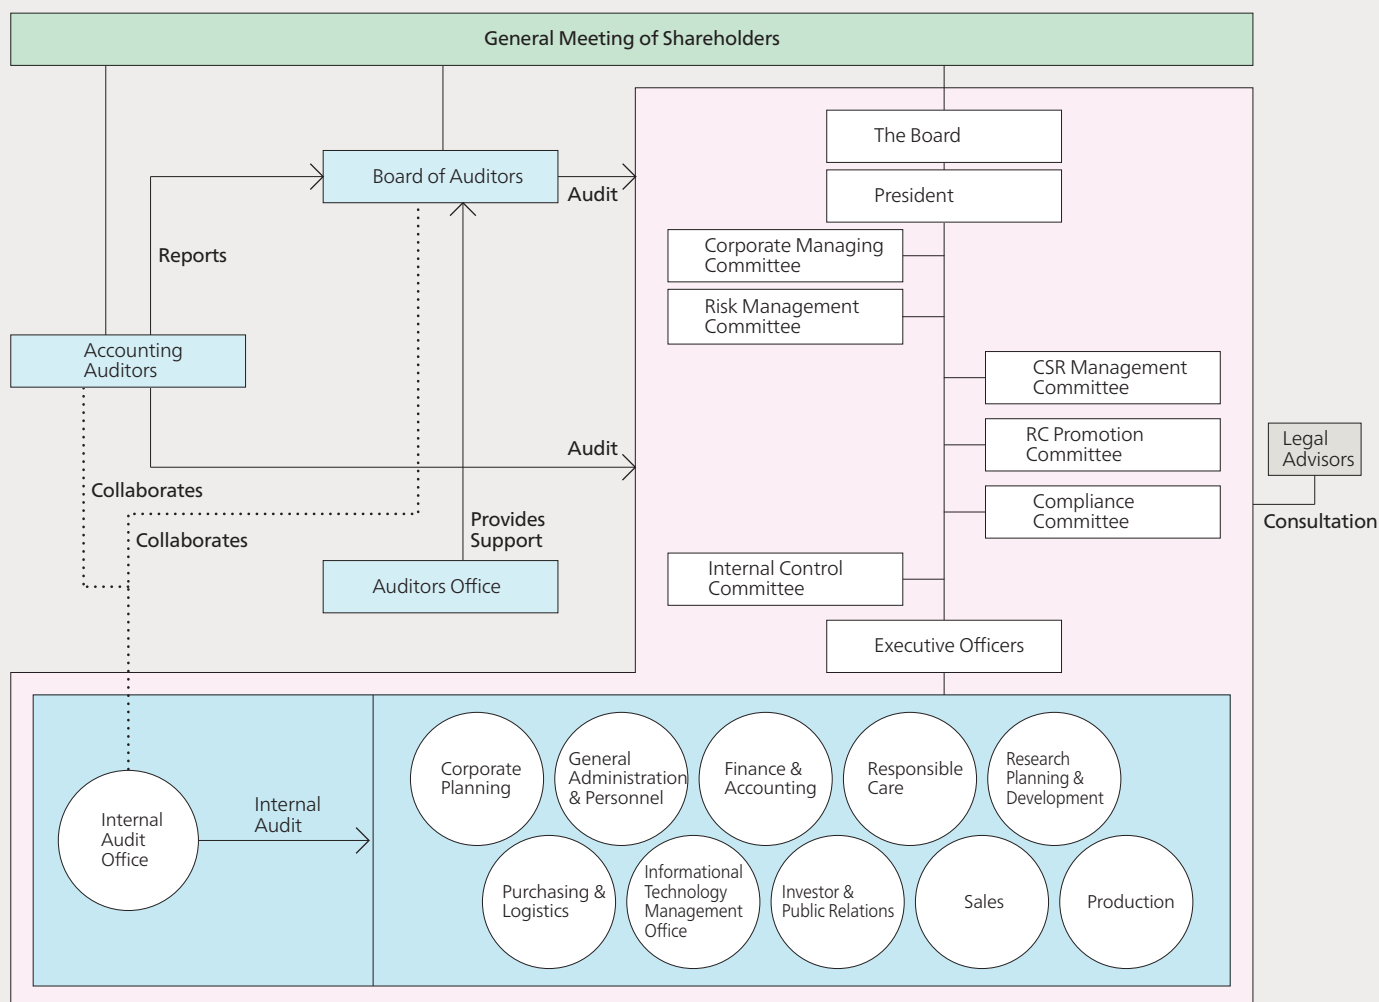 General Meeting of Shareholders
The Board
Board of Auditors
Audit
President
Reports
Corporate Managing
Committee
Risk Management
Committee
Accounting
Auditors
CSR Management
Committee
RC Promotion
Committee
Legal
Advisors
Audit
Collaborates
Compliance
Committee
Consultation
Collaborates
Provides
Support
Auditors Office
Internal Control
Committee
Executive Officers
Corporate
Planning
General
Administration
& Personnel
Finance &
Accounting
Responsible
Care
Research
Planning &
Development
Internal
Audit
Office
Internal
Audit
Purchasing &
Logistics
Informational
Technology
Management
Office
Investor &
Public Relations
Sales
Production